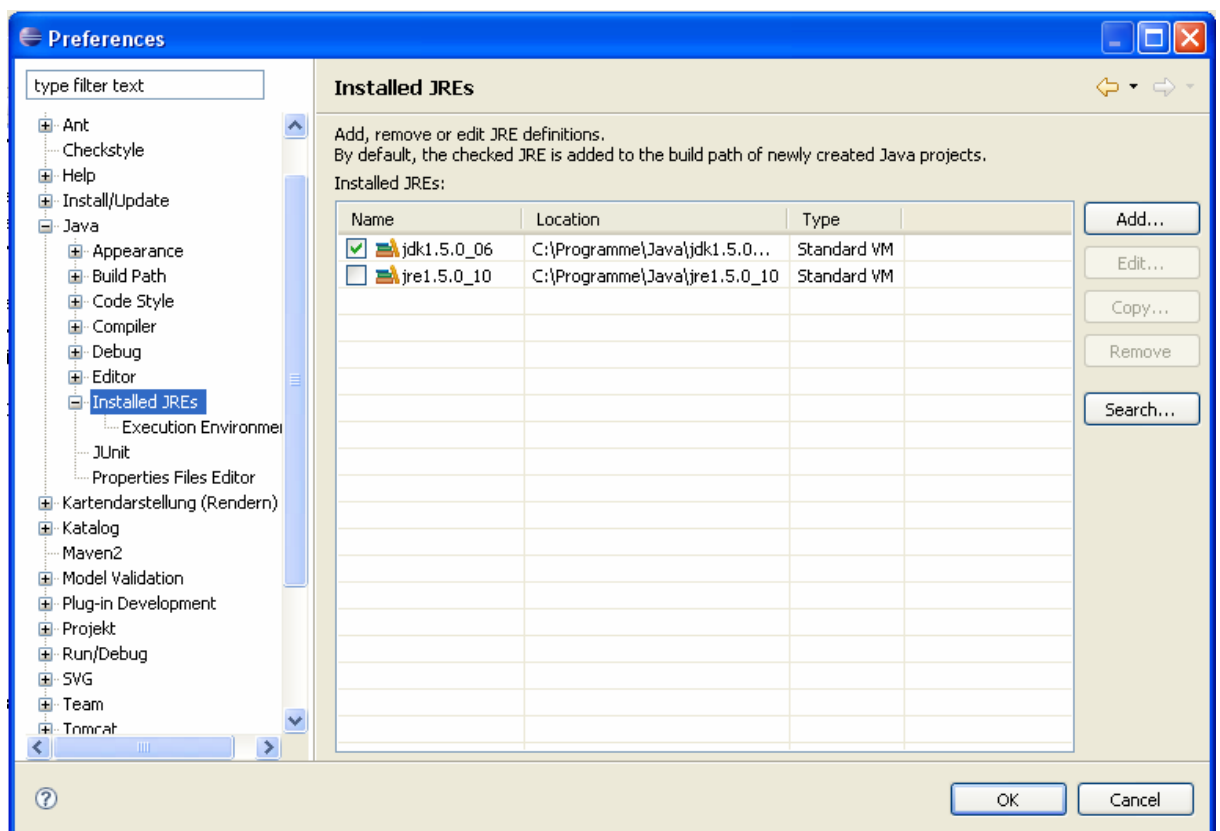 Preferences
type filter text
Ant
Checkstyle
Help
Install/Update
Java
Appearance
Build Path
Code Style
Compiler
Debug
Editor
Installed JREs
Execution Environme
JUnit
Properties Files Editor
Kartendarstellung (Rendern)
Katalog
Maven2
Model Validation
Plug-in Development
Projekt
Run/Debug
SVG
Team
Tomcat
Installed JREs
Add, remove or edit JRE definitions.
By default, the checked JRE is added to the build path of newly created Java projects.
Installed JREs:
Name Location Type
jdk1.5.0_06 C:\Programme\Java\jdk1.5.0... Standard VM
jre1.5.0_10 C:\Programme\Java\jre1.5.0_10 Standard VM
Add...
Edit...
Copy...
Remove
Search...
OK Cancel